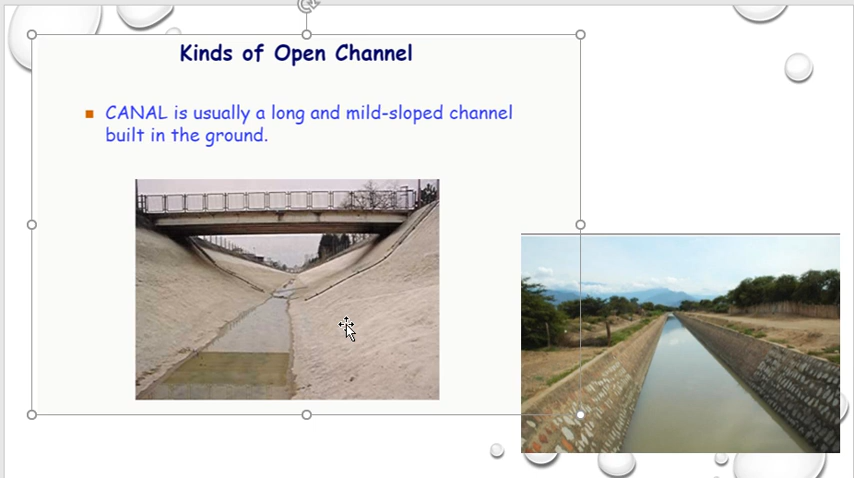 Kinds of Open Channel
■ CANAL is usually a long and mild-sloped channel
built in the ground.